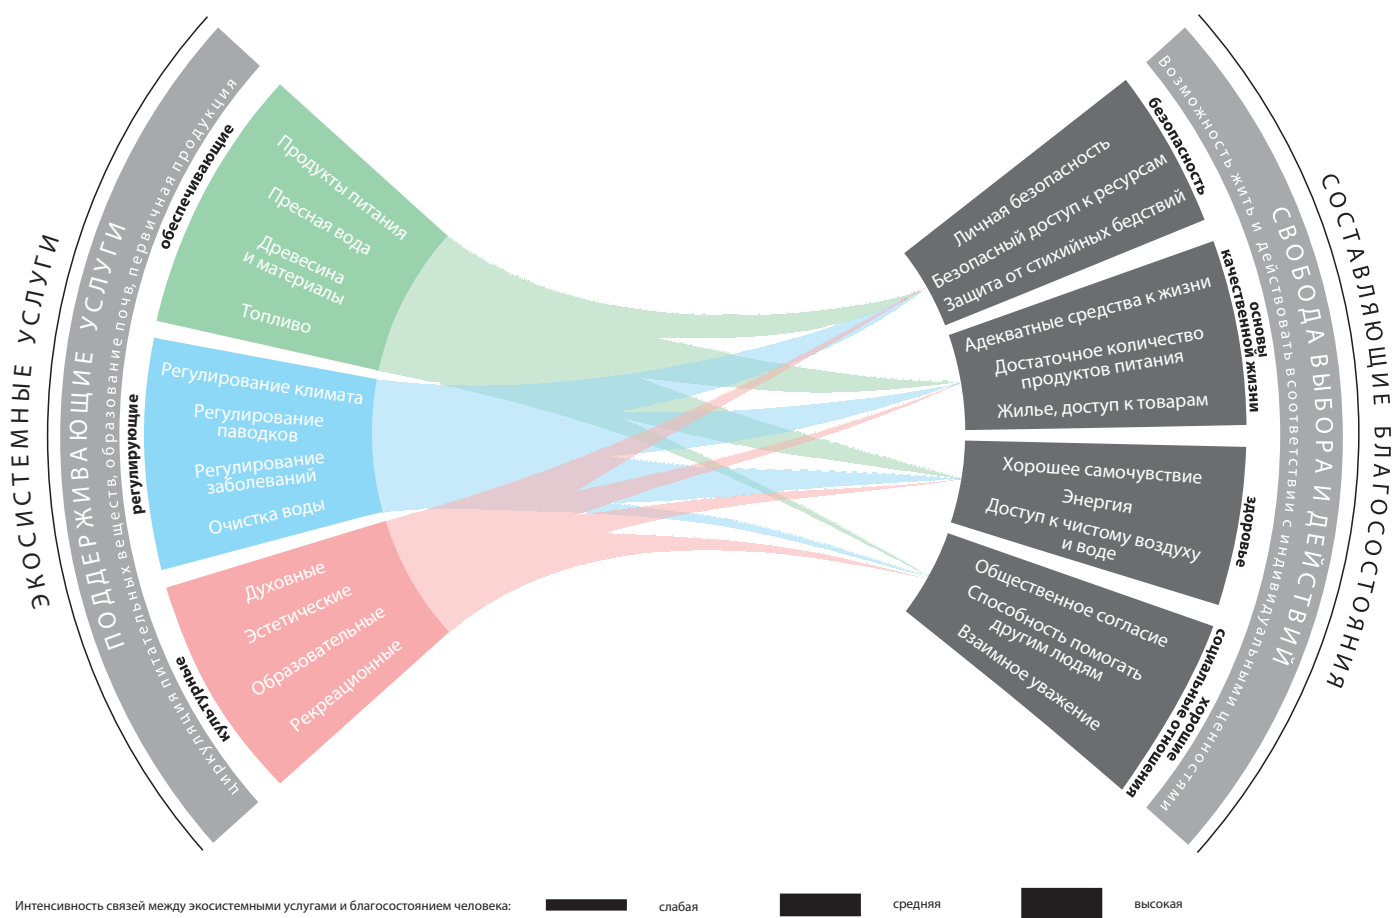 ЭКОСИСТЕМНЫЕ УСЛУГИ
ПОДДЕРЖИВАЮЩИЕ УСЛУГИ
циркуляция питательных веществ, образование почв, первичная продукция
обеспечивающие
Продукты питания
Пресная вода
Древесина
и материалы
Топливо
регулирующие
Регулирование климата
Регулирование
паводков
Регулирование
заболеваний
Очистка воды
культурные
Духовные
Эстетические
Образовательные
Рекреационные
безопасность
Личная безопасность
Безопасный доступ к ресурсам
Защита от стихийных бедствий
основы
качественной жизни
Адекватные средства к жизни
Достаточное количество
продуктов питания
Жилье, доступ к товарам
здоровье
Хорошее самочувствие
Энергия
Доступ к чистому воздуху
и воде
хорошие
социальные отношения
Общественное согласие
Способность помогать
другим людям
Взаимное уважение
Возможность жить и действовать в соответствии с индивидуальными ценностями
СВОБОДА ВЫБОРА И ДЕЙСТВИЙ
СОСТАВЛЯЮЩИЕ БЛАГОСОСТОЯНИЯ
Интенсивность связей между экосистемными услугами и благосостоянием человека:
слабая
средняя
высокая